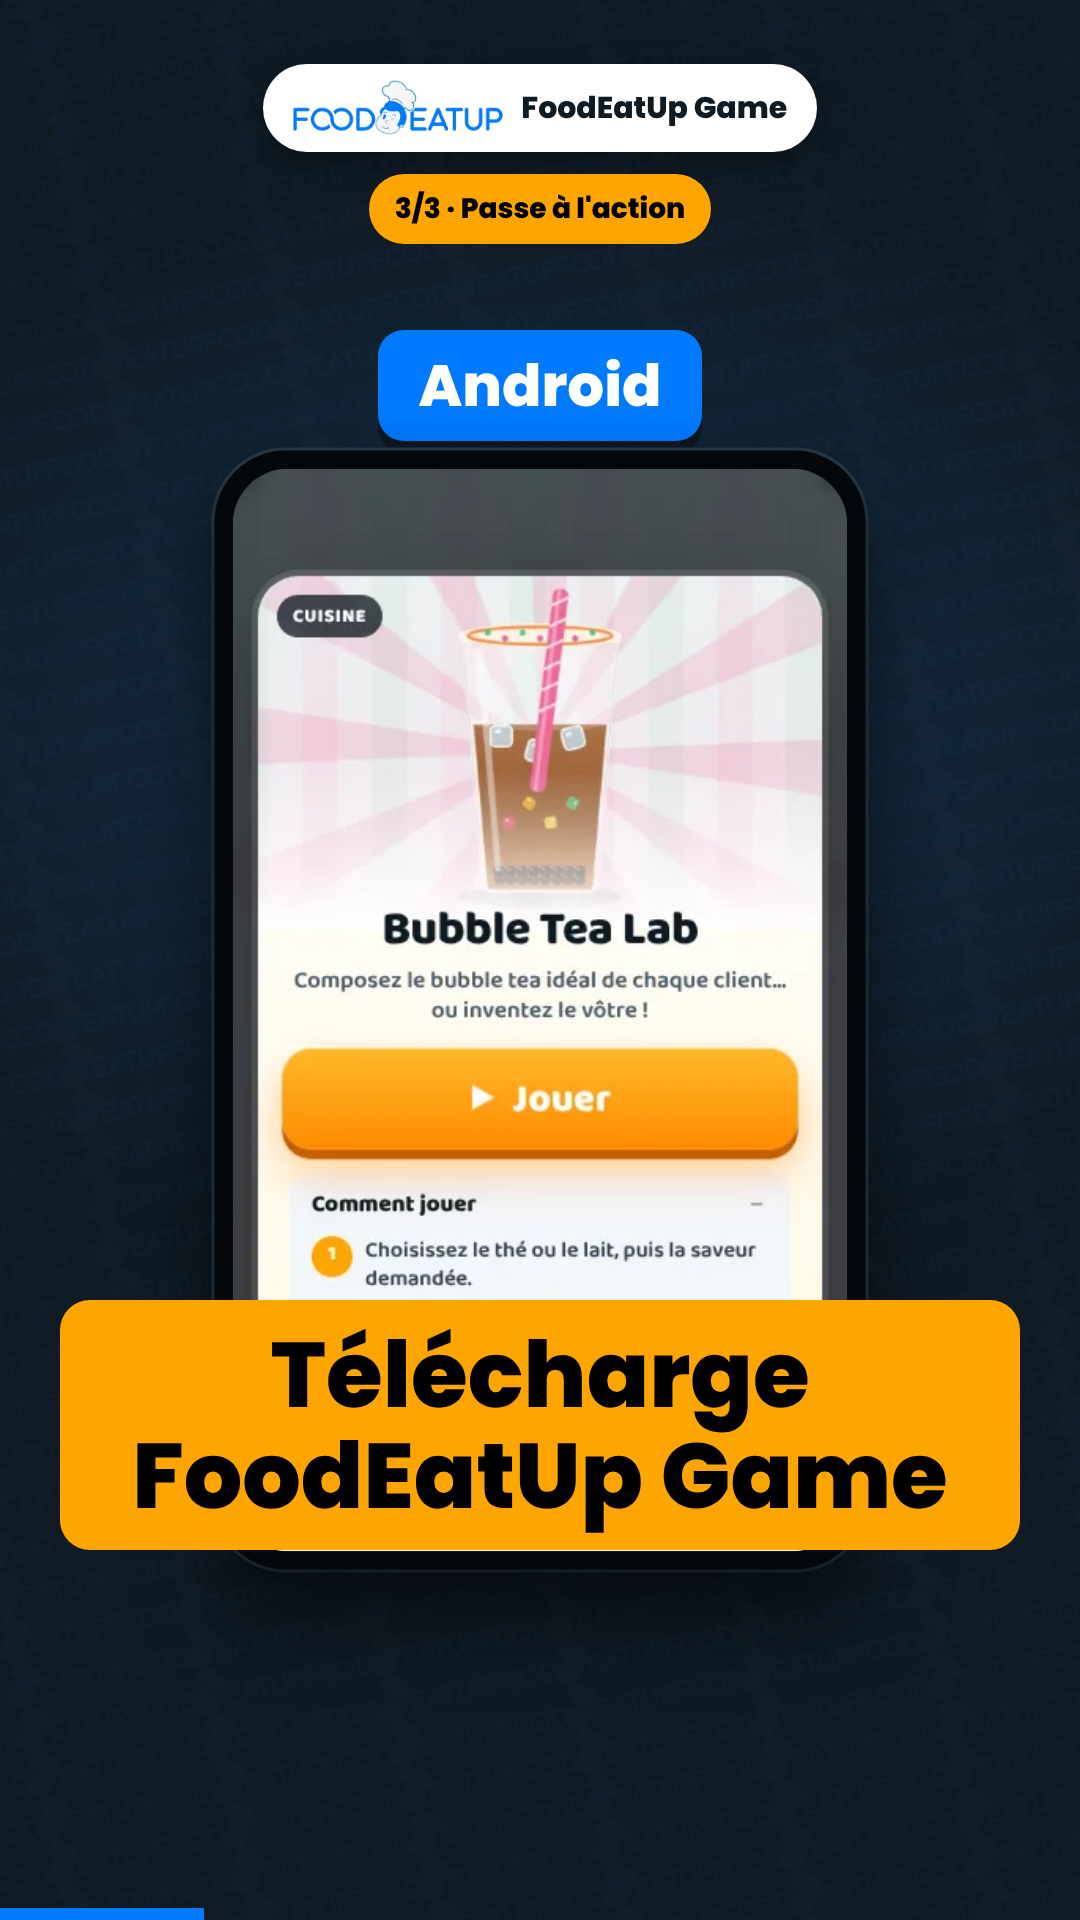 FOODEATUP FoodEatUp Game
3/3 · Passe à l'action
Android
CUISINE
Bubble Tea Lab
Composez le bubble tea idéal de chaque client...
ou inventez le vôtre !
Jouer
Comment jouer
1 Choisissez le thé ou le lait, puis la saveur
demandée.
Télécharge
FoodEatUp Game